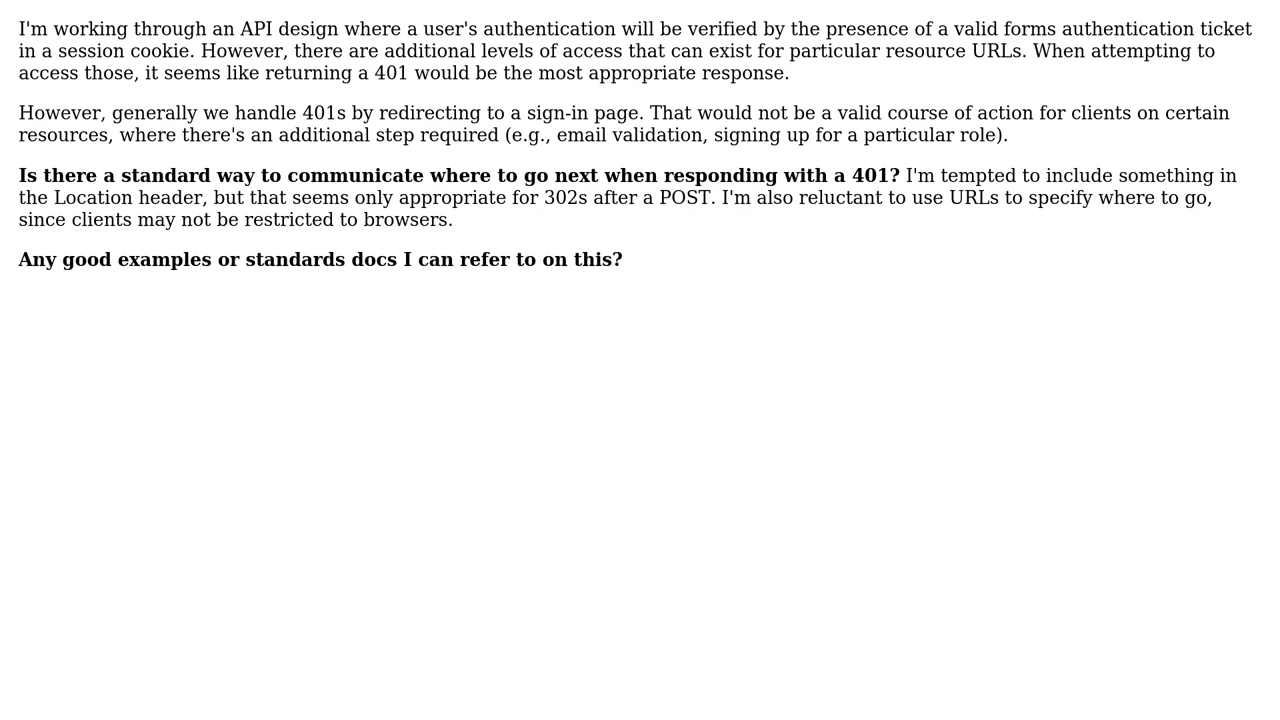 I'm working through an API design where a user's authentication will be verified by the presence of a valid forms authentication ticket
in a session cookie. However, there are additional levels of access that can exist for particular resource URLs. When attempting to
access those, it seems like returning a 401 would be the most appropriate response.
However, generally we handle 401s by redirecting to a sign-in page. That would not be a valid course of action for clients on certain
resources, where there's an additional step required (e.g., email validation, signing up for a particular role).
Is there a standard way to communicate where to go next when responding with a 401? I'm tempted to include something in
the Location header, but that seems only appropriate for 302s after a POST. I'm also reluctant to use URLs to specify where to go,
since clients may not be restricted to browsers.
Any good examples or standards docs I can refer to on this?